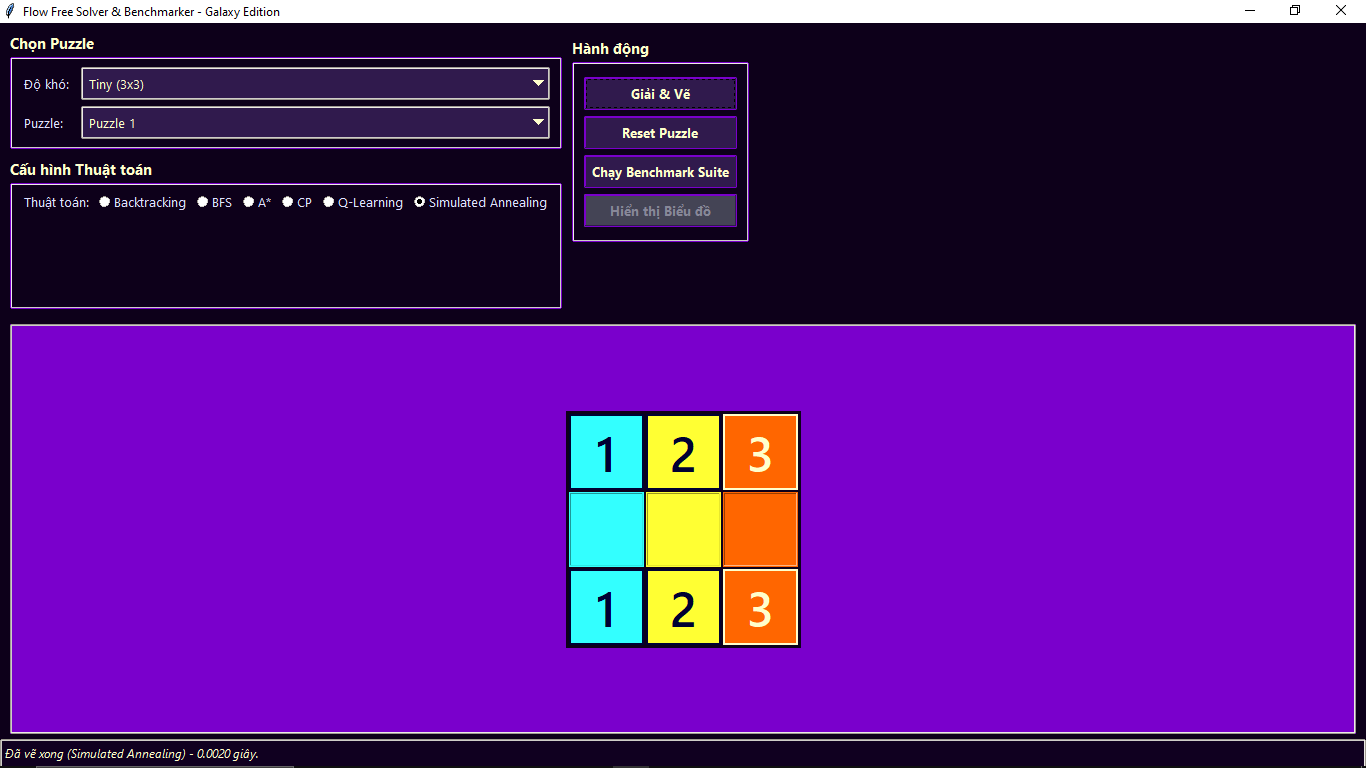 Flow Free Solver & Benchmarker - Galaxy Edition
Chọn Puzzle
Độ khó: Tiny (3x3)
Puzzle: Puzzle 1
Cấu hình Thuật toán
Thuật toán: Backtracking BFS A* CP Q-Learning Simulated Annealing
Hành động
Giải & Vẽ
Reset Puzzle
Chạy Benchmark Suite
Hiển thị Biểu đồ
1 2 3
1 2 3
Đã vẽ xong (Simulated Annealing) - 0.0020 giây.